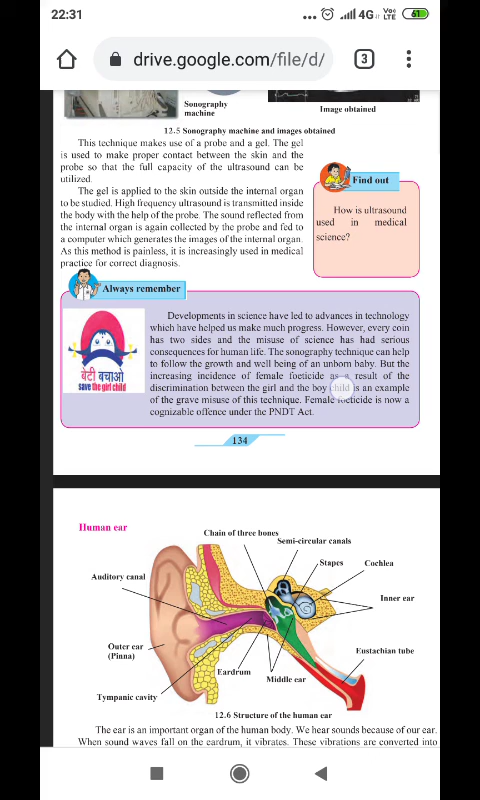 22:31
4G
Vo
LTE
61
drive.google.com/file/d/
3
Sonography
machine
Image obtained
12.5 Sonography machine and images obtained
This technique makes use of a probe and a gel. The gel
is used to make proper contact between the skin and the
probe so that the full capacity of the ultrasound can be
utilized.
The gel is applied to the skin outside the internal organ
to be studied. High frequency ultrasound is transmitted inside
the body with the help of the probe. The sound reflected from
the internal organ is again collected by the probe and fed to
a computer which generates the images of the internal organ.
As this method is painless, it is increasingly used in medical
practice for correct diagnosis.
Find out
How is ultrasound
used in medical
science?
Always remember
Developments in science have led to advances in technology
which have helped us make much progress. However, every coin
has two sides and the misuse of science has had serious
consequences for human life. The sonography technique can help
to follow the growth and well being of an unborn baby. But the
increasing incidence of female foeticide as a result of the
discrimination between the girl and the boy child is an example
of the grave misuse of this technique. Female foeticide is now a
cognizable offence under the PNDT Act.
बेटी बचाओ
save the girl child
134
Human ear
Chain of three bones
Semi-circular canals
Stapes
Cochlea
Auditory canal
Inner ear
Outer ear
(Pinna)
Eustachian tube
Eardrum
Middle ear
Tympanic cavity
12.6 Structure of the human ear
The ear is an important organ of the human body. We hear sounds because of our ear.
When sound waves fall on the eardrum, it vibrates. These vibrations are converted into